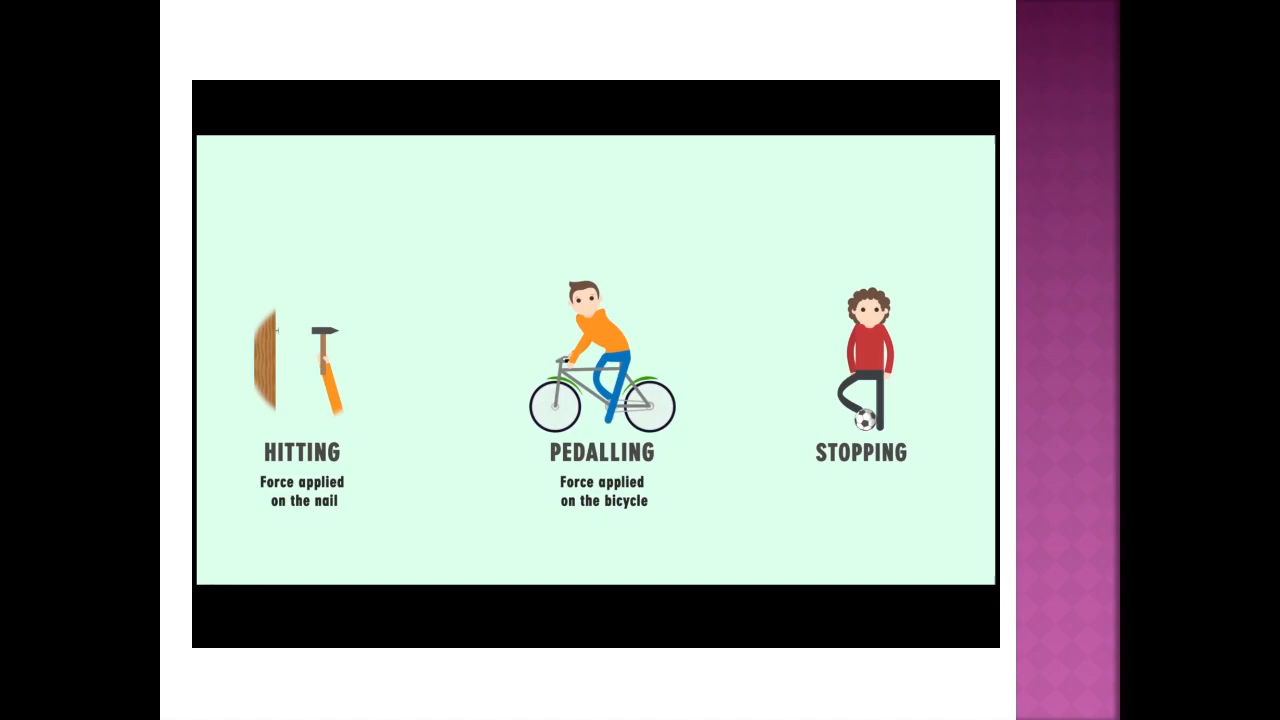 HITTING
Force applied
on the nail
PEDALLING
Force applied
on the bicycle
STOPPING